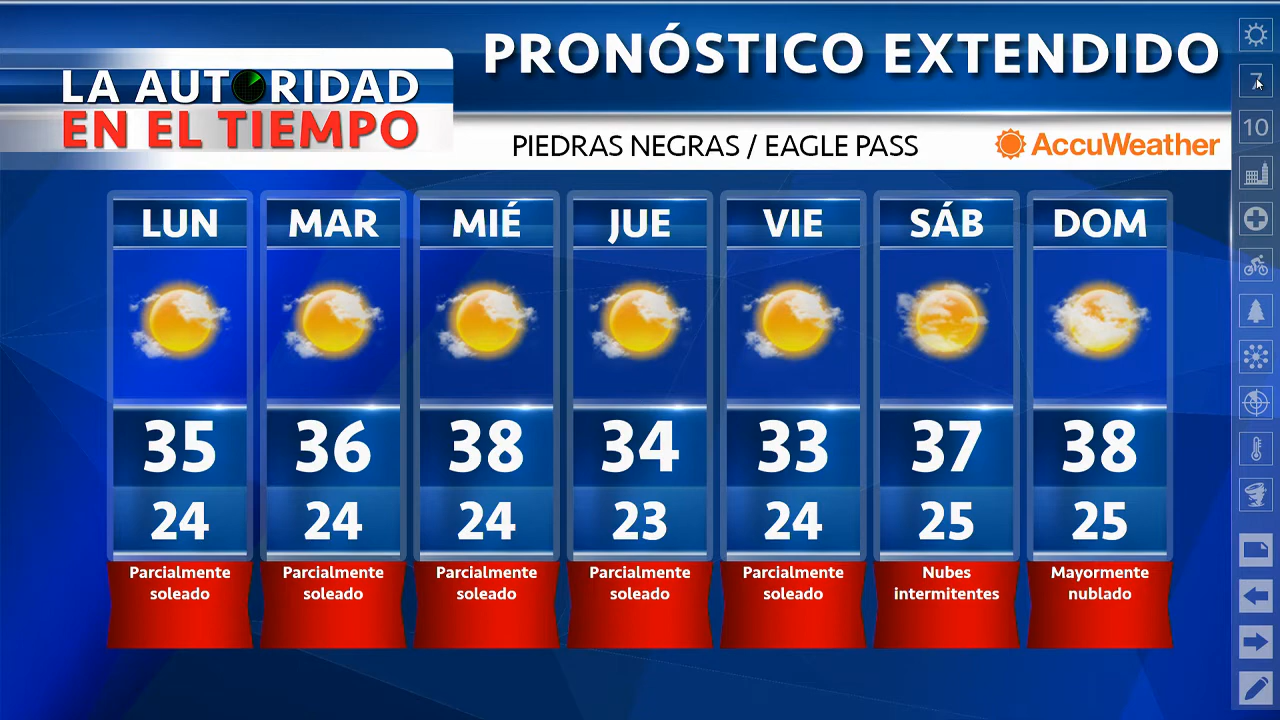 PRONÓSTICO EXTENDIDO
LA AUTORIDAD
EN EL TIEMPO
PIEDRAS NEGRAS / EAGLE PASS
AccuWeather
LUN MAR MIÉ JUE VIE SÁB DOM
35 36 38 34 33 37 38
24 24 24 23 24 25 25
Parcialmente Parcialmente Parcialmente Parcialmente Parcialmente Nubes Mayormente
soleado soleado soleado soleado soleado intermitentes nublado
7
10